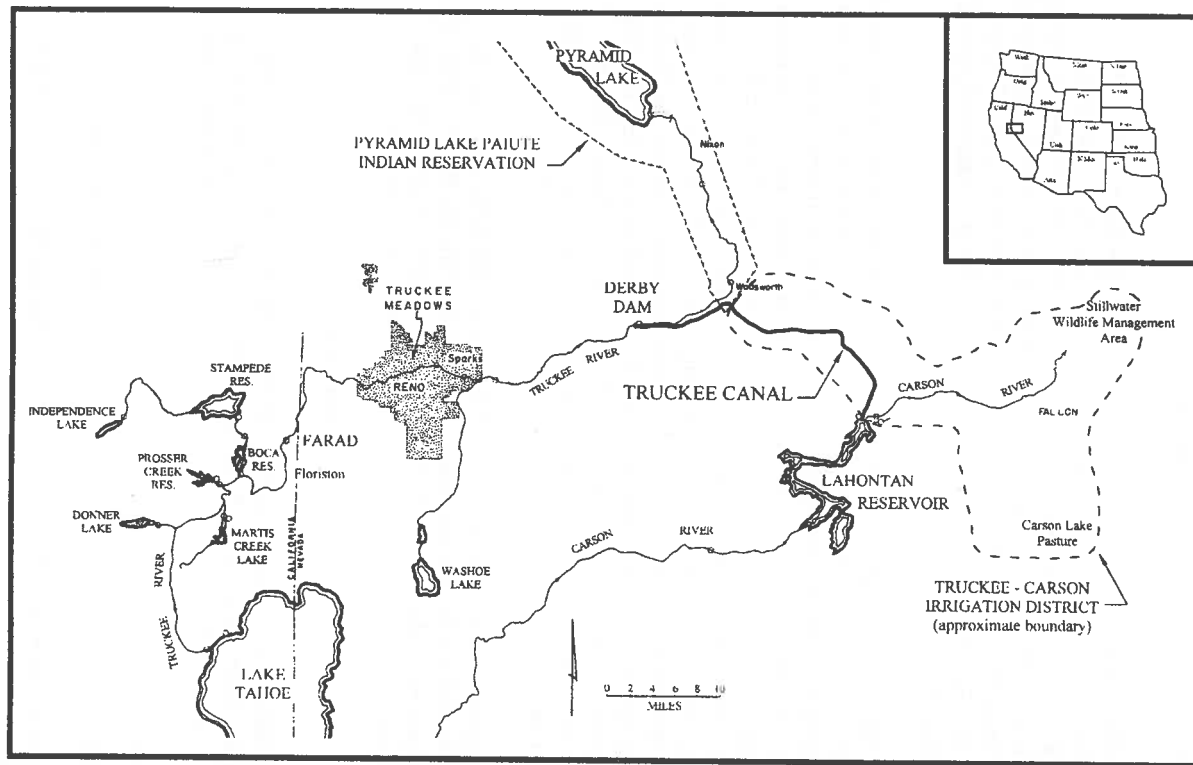 PYRAMID
LAKE
PYRAMID LAKE PAIUTE
INDIAN RESERVATION
Nixon
Wadsworth
DERBY
DAM
TRUCKEE
MEADOWS
Sparks
RENO
TRUCKEE RIVER
TRUCKEE CANAL
Stillwater
Wildlife Management
Area
CARSON RIVER
FALLON
STAMPEDE
RES.
INDEPENDENCE
LAKE
BOCA
RES.
FARAD
Floriston
PROSSER
CREEK
RES.
DONNER
LAKE
MARTIS
CREEK
LAKE
CALIFORNIA
NEVADA
TRUCKEE RIVER
WASHOE
LAKE
LAKE
TAHOE
LAHONTAN
RESERVOIR
CARSON RIVER
Carson Lake
Pasture
TRUCKEE - CARSON
IRRIGATION DISTRICT
(approximate boundary)
0 2 4 6 8 10
MILES